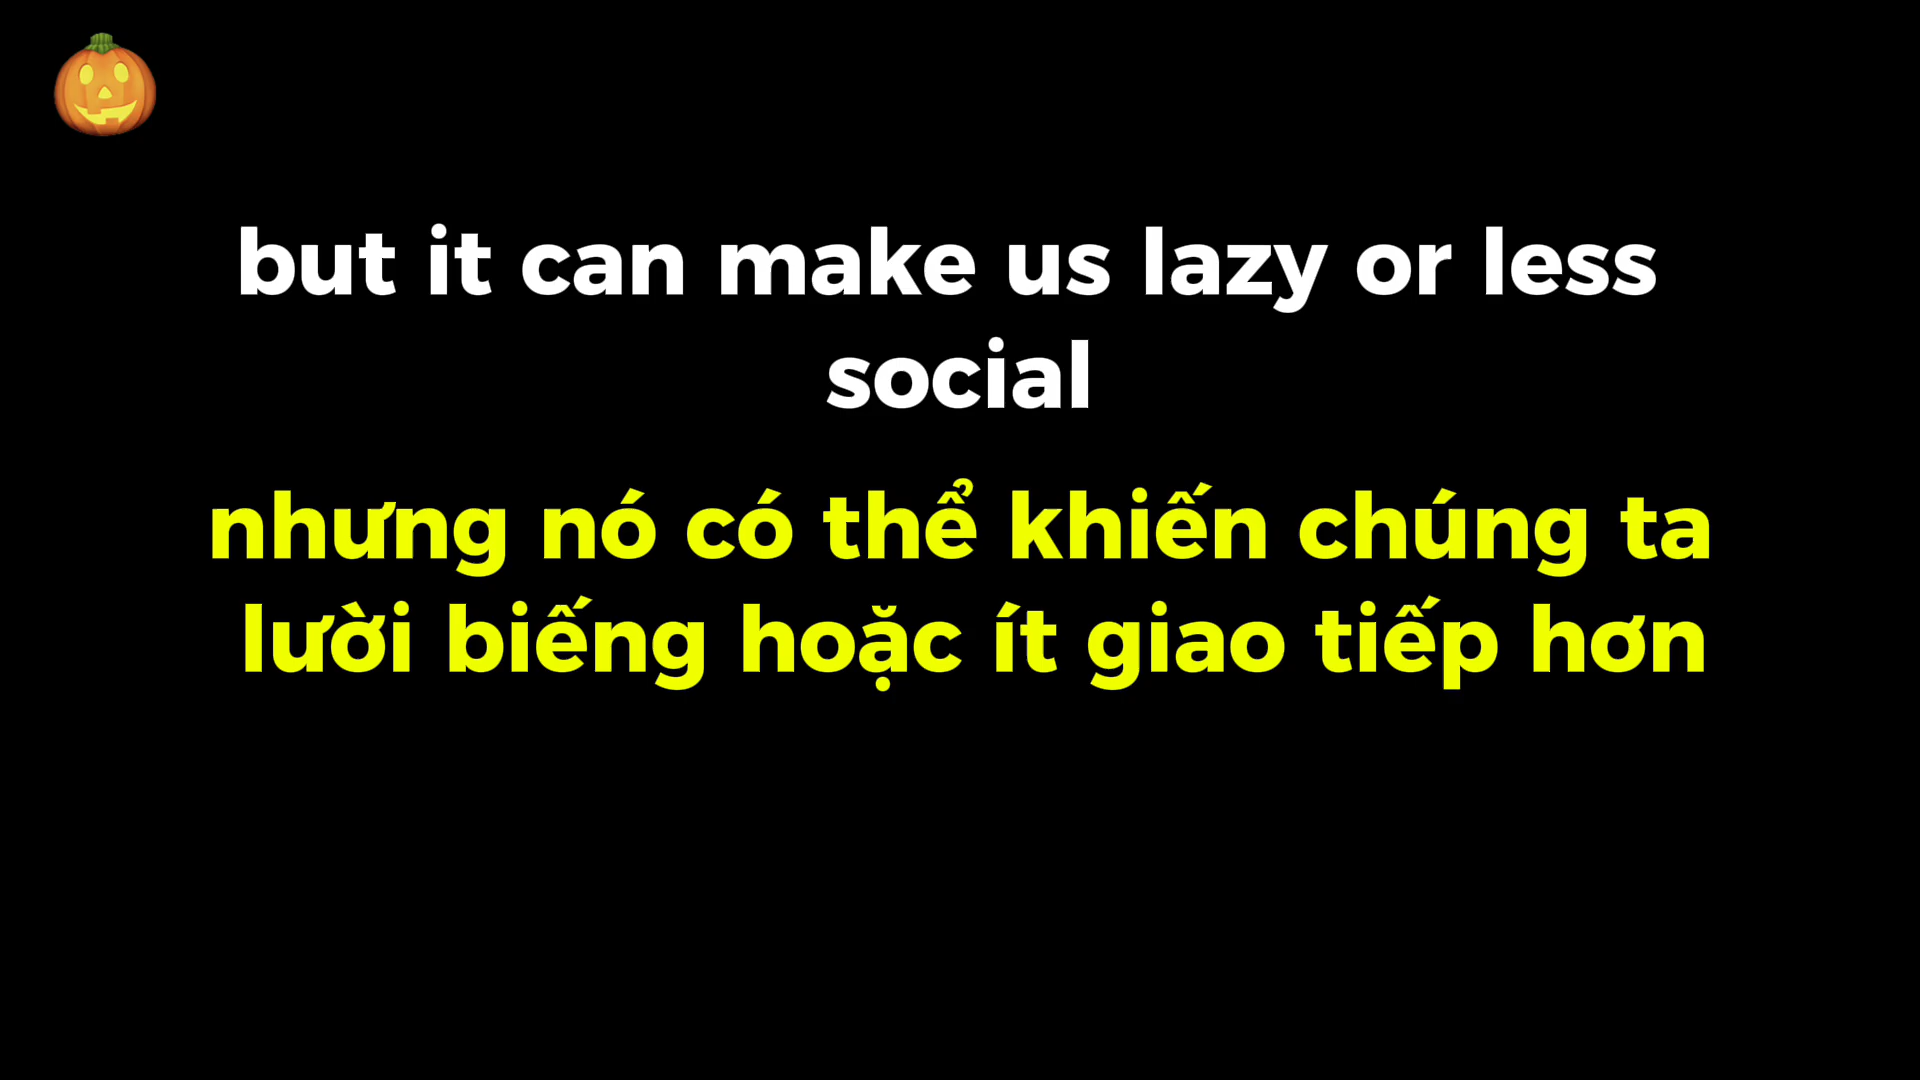 but it can make us lazy or less
social
nhưng nó có thể khiến chúng ta
lười biếng hoặc ít giao tiếp hơn